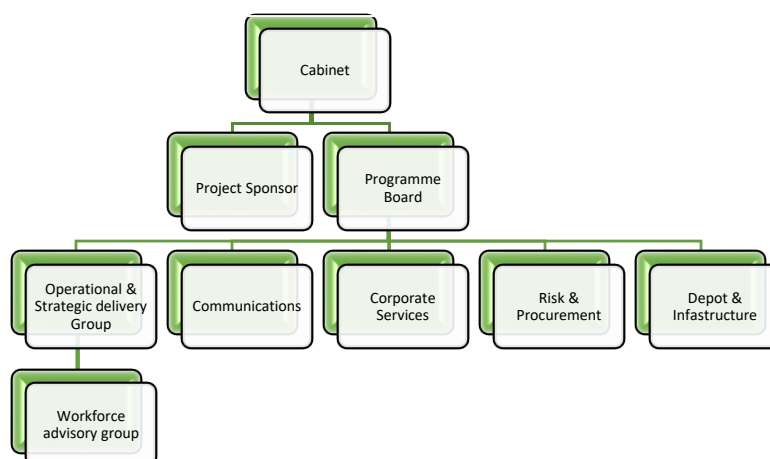 Cabinet
Project Sponsor
Programme
Board
Operational &
Strategic delivery
Group
Communications
Corporate
Services
Risk &
Procurement
Depot &
Infastructure
Workforce
advisory group